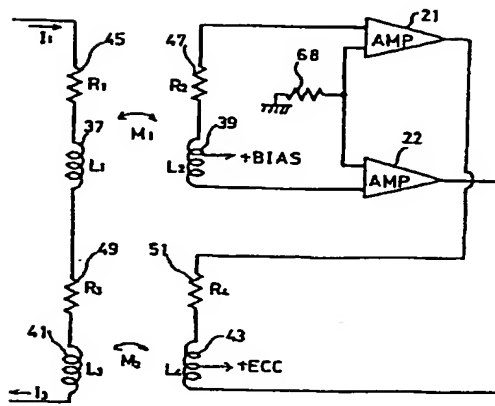 I₁ 45 47 21
68 AMP
R₁ R₂
37 M₁ 39 22
L₁ L₂ +BIAS AMP
49 51
R₃ R₄
41 43
L₃ M₂ L₄ +ECC
I₂